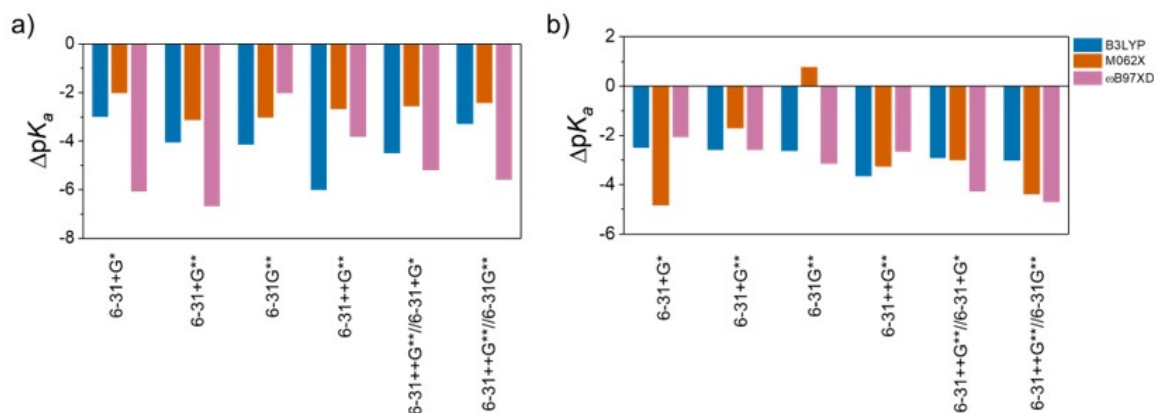 a)
0
-2
-4
-6
-8
ΔpKa
6-31+G*
6-31+G**
6-31G**
6-31++G**
6-31++G**//6-31+G*
6-31++G**//6-31G**
b)
2
0
-2
-4
-6
ΔpKa
6-31+G*
6-31+G**
6-31G**
6-31++G**
6-31++G**//6-31+G*
6-31++G**//6-31G**
B3LYP
M062X
ωB97XD